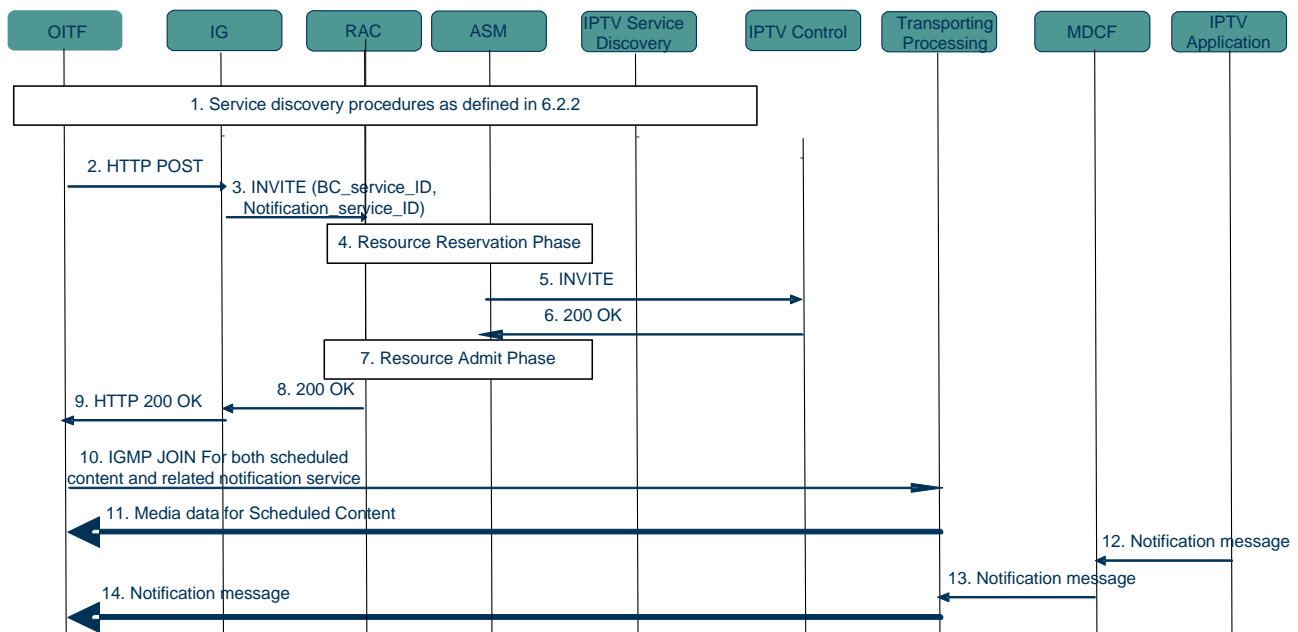 OITF
IG
RAC
ASM
IPTV Service
Discovery
IPTV Control
Transporting
Processing
MDCF
IPTV
Application
1. Service discovery procedures as defined in 6.2.2
2. HTTP POST
3. INVITE (BC_service_ID,
Notification_service_ID)
4. Resource Reservation Phase
5. INVITE
6. 200 OK
7. Resource Admit Phase
8. 200 OK
9. HTTP 200 OK
10. IGMP JOIN For both scheduled
content and related notification service
11. Media data for Scheduled Content
12. Notification message
13. Notification message
14. Notification message